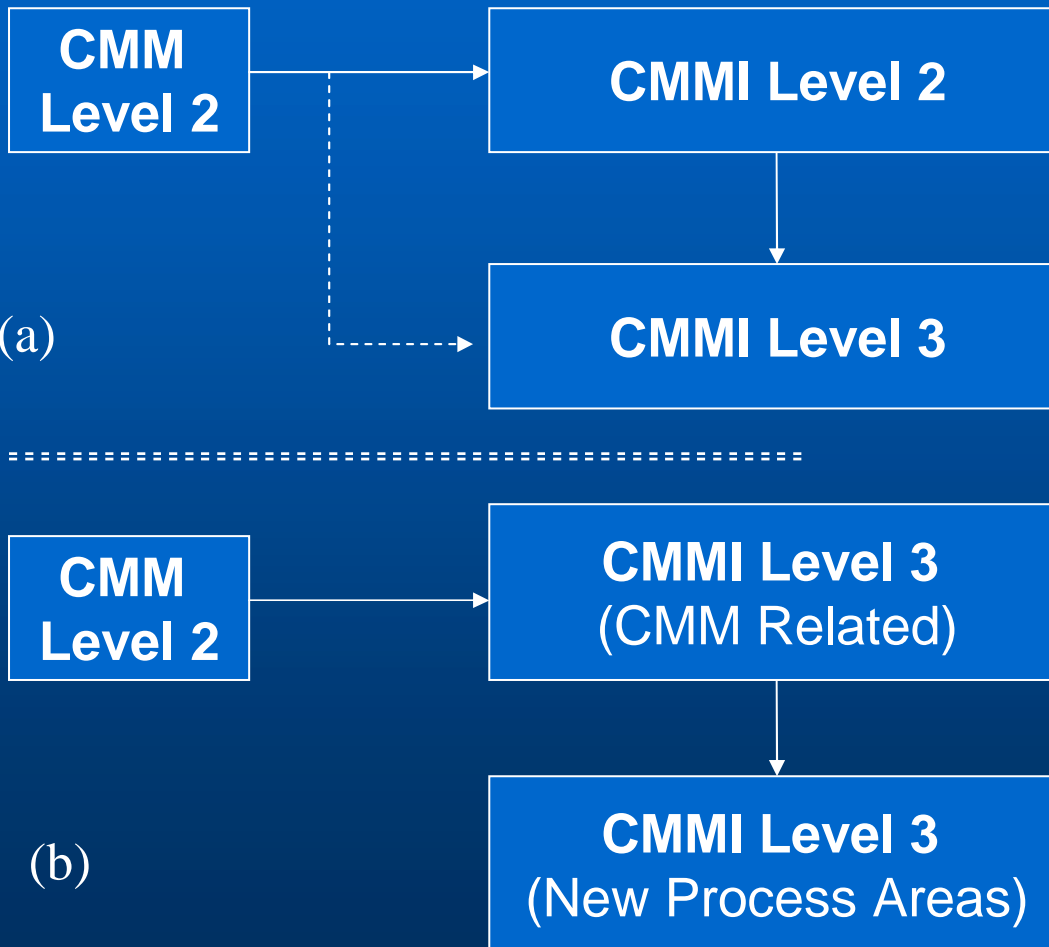 CMM
Level 2
CMMI Level 2
CMMI Level 3
(a)
CMM
Level 2
CMMI Level 3
(CMM Related)
CMMI Level 3
(New Process Areas)
(b)